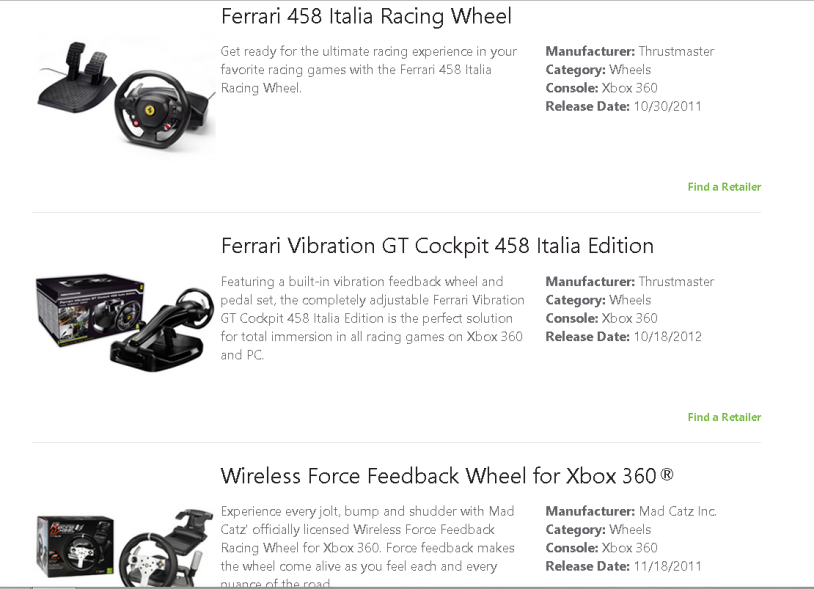 Ferrari 458 Italia Racing Wheel
Get ready for the ultimate racing experience in your
favorite racing games with the Ferrari 458 Italia
Racing Wheel.
Manufacturer: Thrustmaster
Category: Wheels
Console: Xbox 360
Release Date: 10/30/2011
Find a Retailer
Ferrari Vibration GT Cockpit 458 Italia Edition
Featuring a built-in vibration feedback wheel and
pedal set, the completely adjustable Ferrari Vibration
GT Cockpit 458 Italia Edition is the perfect solution
for total immersion in all racing games on Xbox 360
and PC.
Manufacturer: Thrustmaster
Category: Wheels
Console: Xbox 360
Release Date: 10/18/2012
Find a Retailer
Wireless Force Feedback Wheel for Xbox 360®
Experience every jolt, bump and shudder with Mad
Catz' officially licensed Wireless Force Feedback
Racing Wheel for Xbox 360. Force feedback makes
the wheel come alive as you feel each and every
nuance of the road
Manufacturer: Mad Catz Inc.
Category: Wheels
Console: Xbox 360
Release Date: 11/18/2011